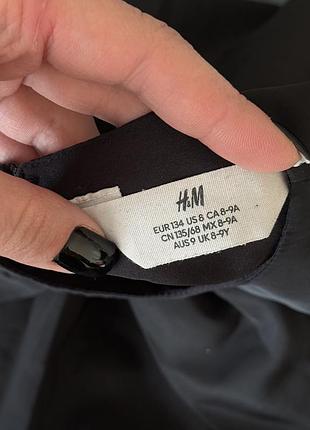 H&M
EUR 134 US 8 CA 8-9A
CN 135/68 MX 8-9A
AUS 9 UK 8-9Y